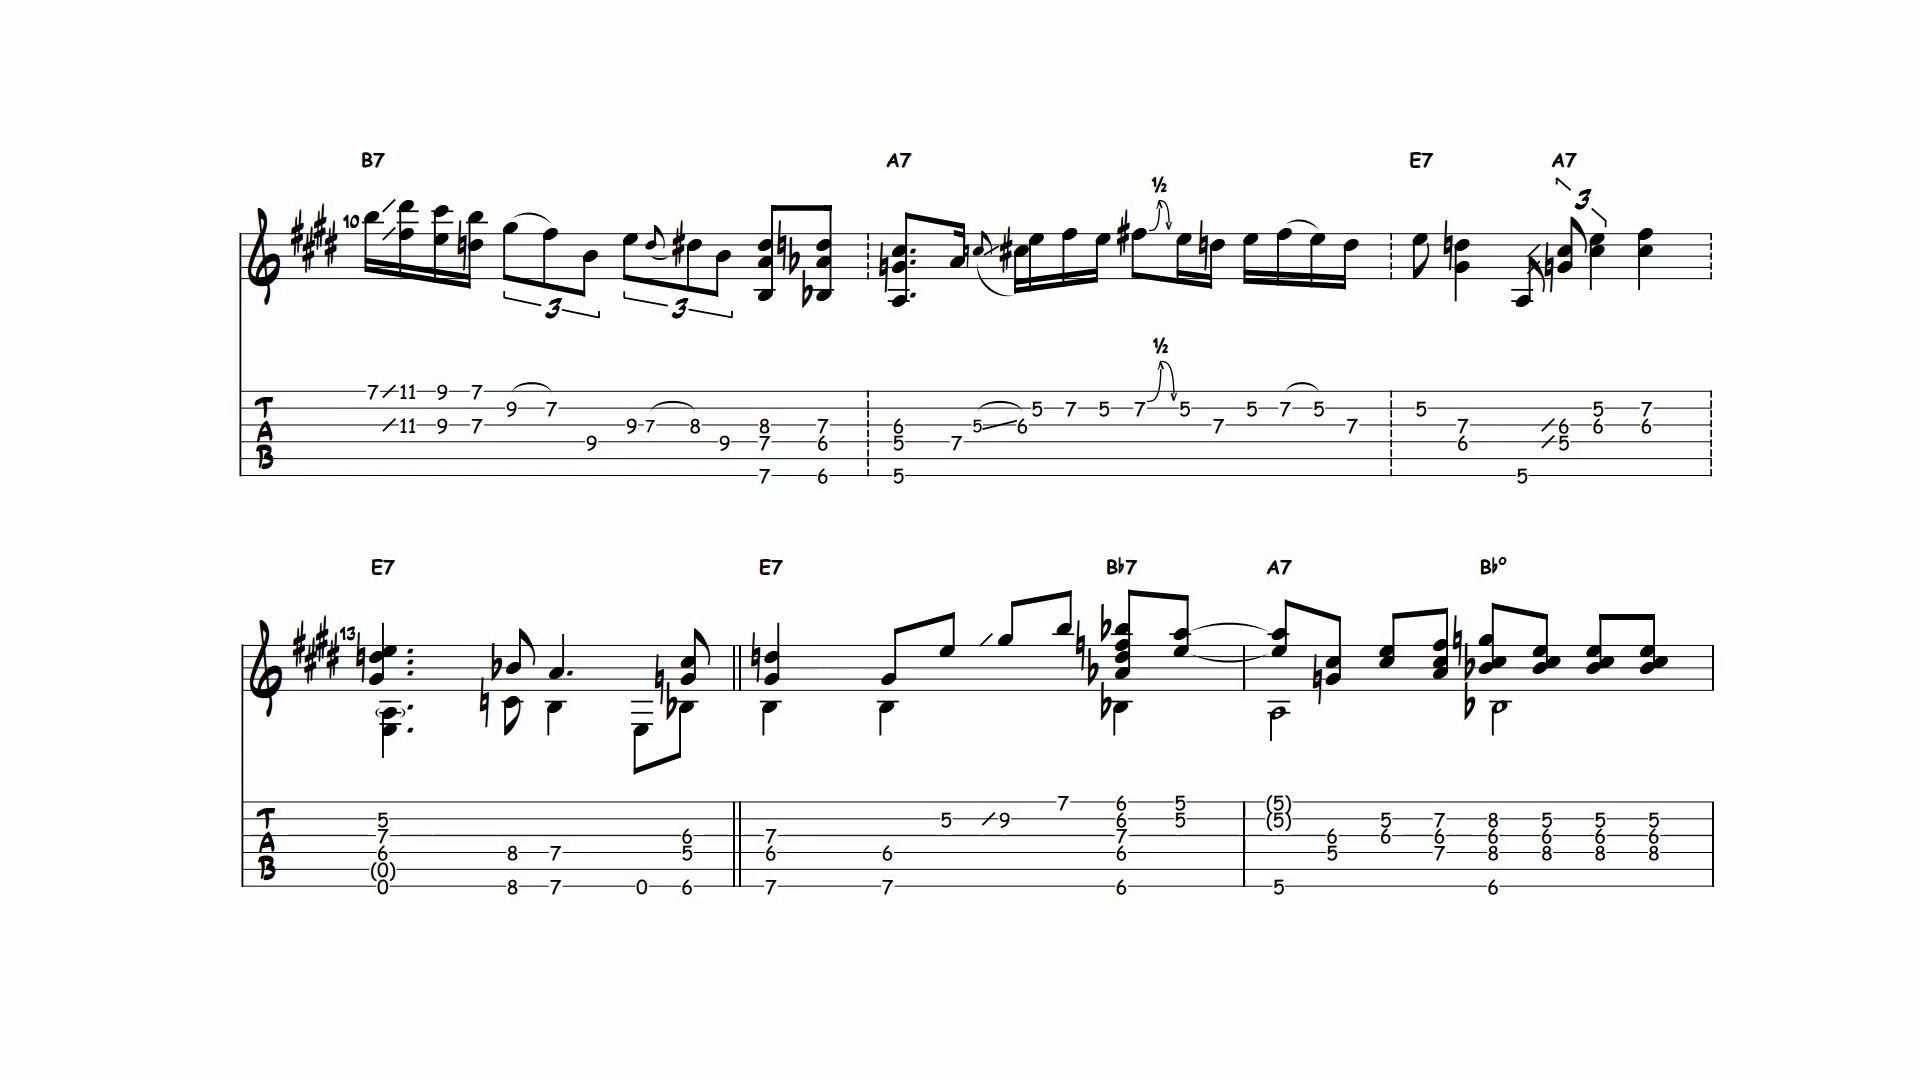 B7 A7 E7 A7
½
3
10
3 3
½
T A B
7 11 9 7 5 7 5 7 5 5 7 5 5 5 7
9 7
11 9 7 9 7 8 8 7 6 5 6 7 7 7 6 6 6
9 9 7 6 5 7 6 5
7 6 5 5
E7 E7 Bb7 A7 Bb°
13
T A B
7 6 5 (5)
5 5 9 6 5 (5) 5 7 8 5 5 5
7 6 7 7 6 6 6 6 6 6 6
6 8 7 5 6 6 6 5 7 8 8 8 8
(0)
0 8 7 0 6 7 7 6 5 6